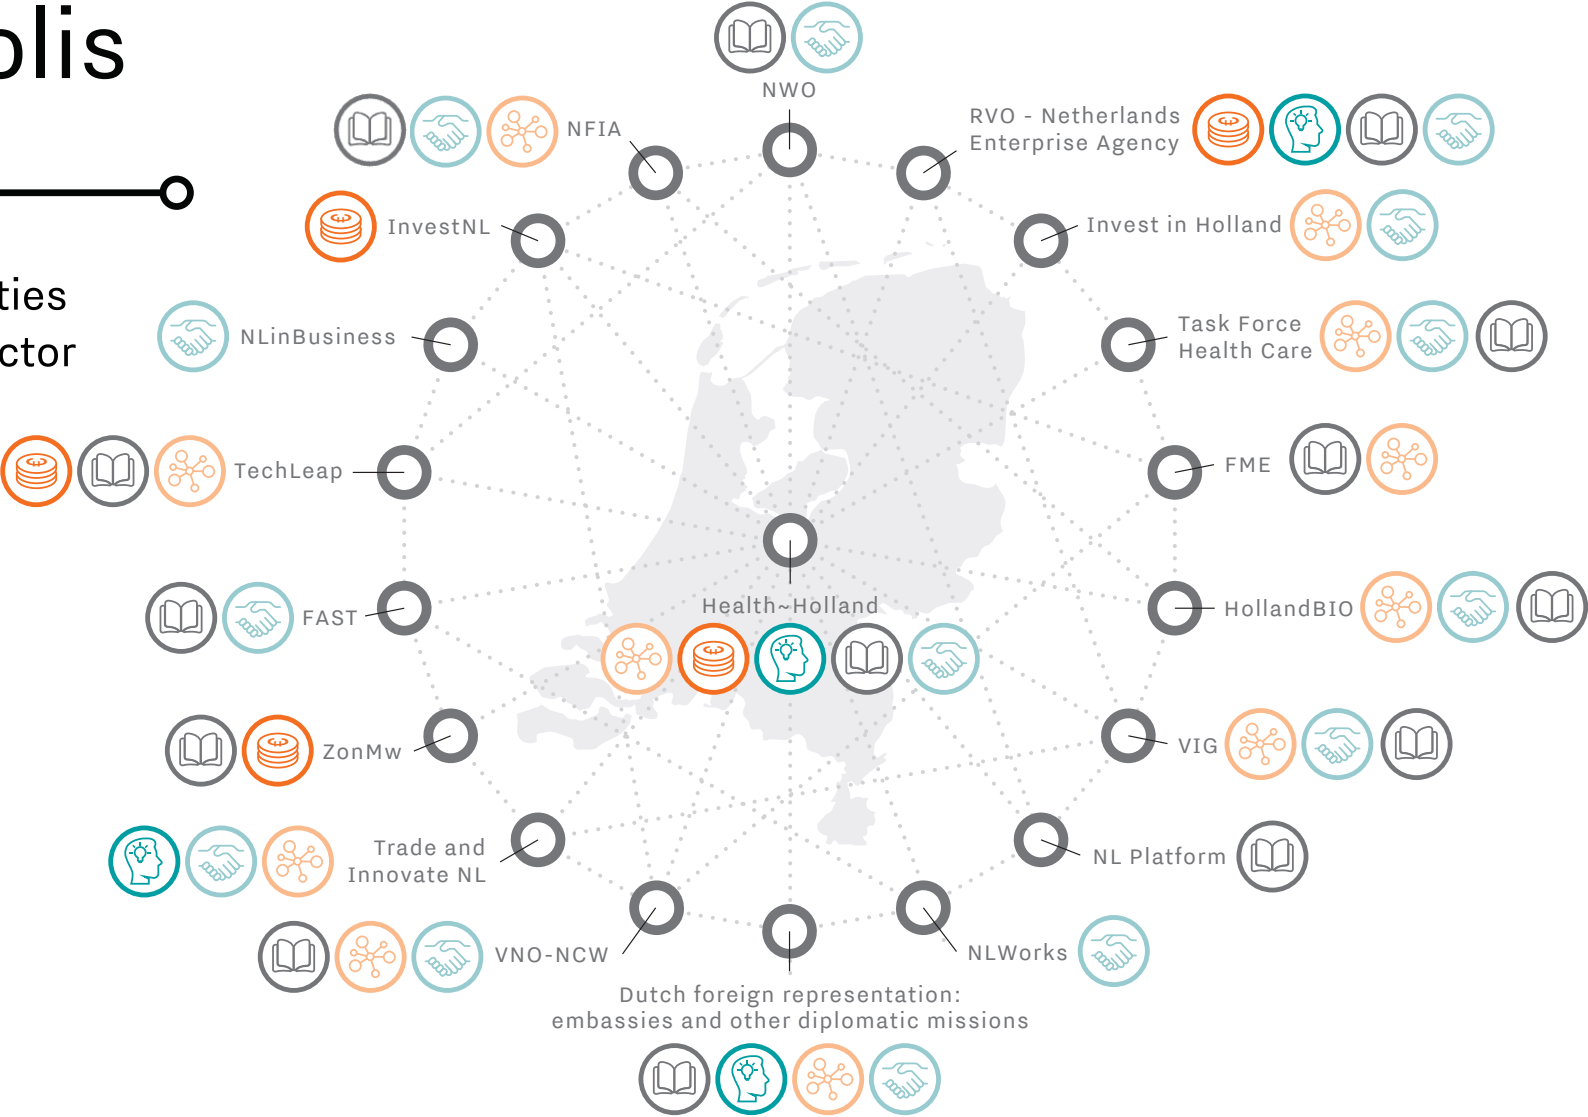 olis
ties
ctor
NWO
NFIA
RVO - Netherlands
Enterprise Agency
InvestNL
Invest in Holland
NLinBusiness
Task Force
Health Care
TechLeap
FME
Health~Holland
FAST
HollandBIO
ZonMw
VIG
Trade and
Innovate NL
NL Platform
VNO-NCW
NLWorks
Dutch foreign representation:
embassies and other diplomatic missions